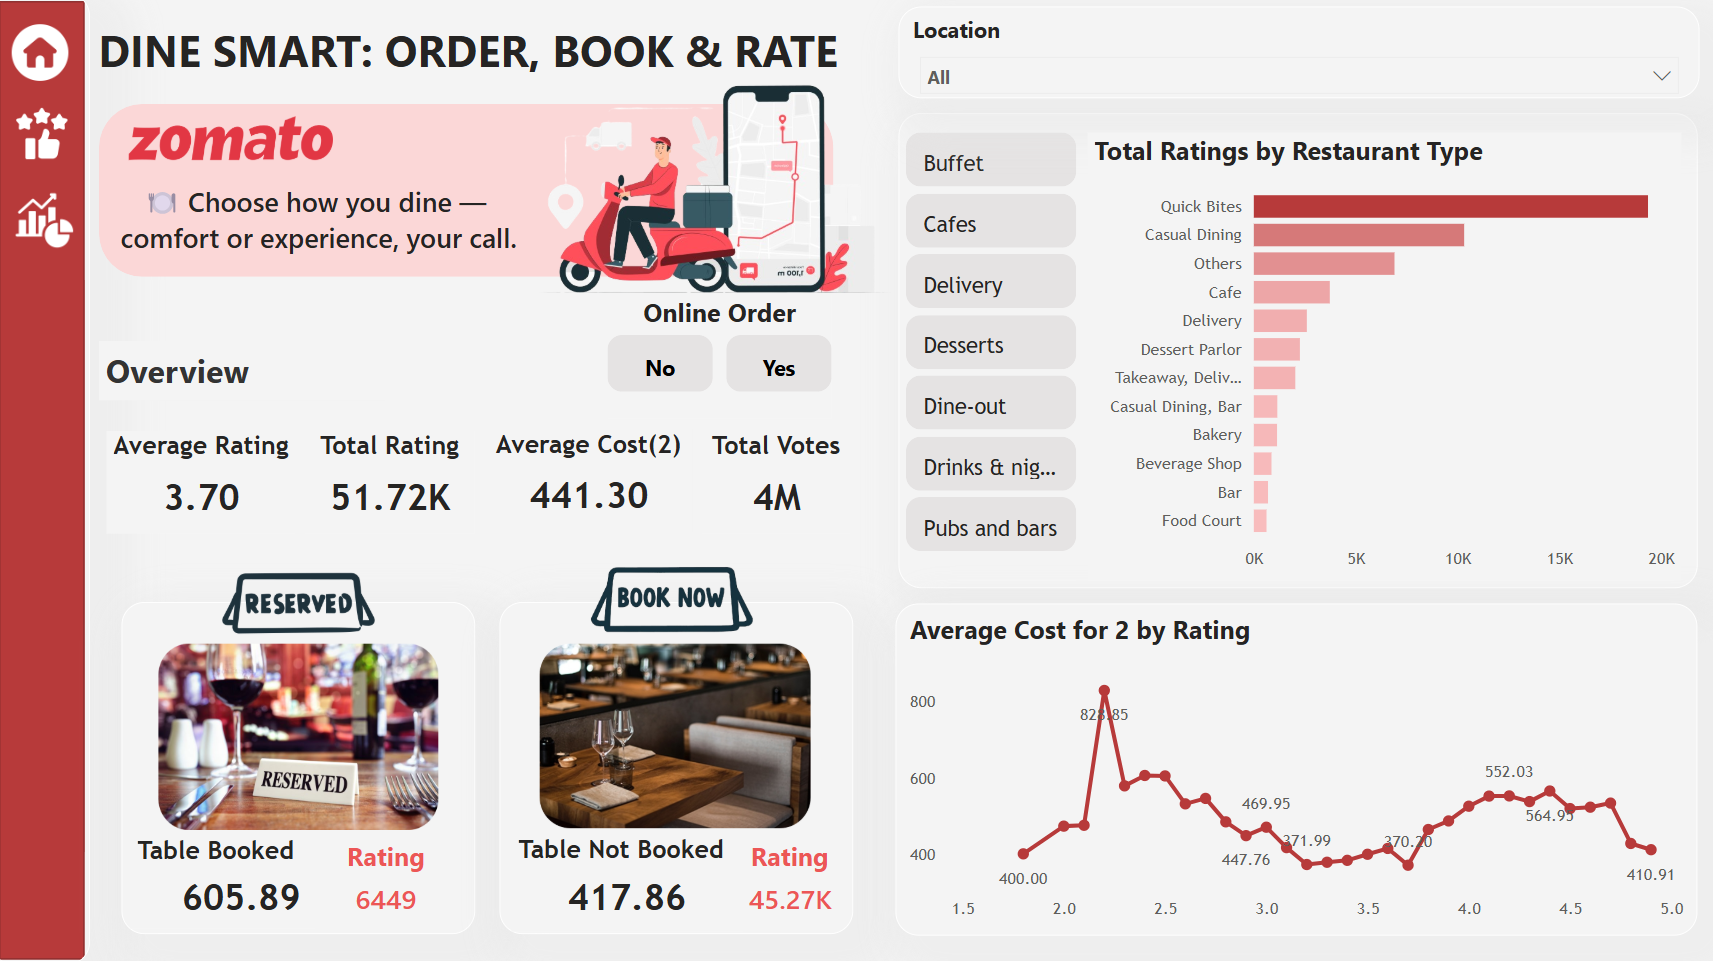 DINE SMART: ORDER, BOOK & RATE
zomato
Choose how you dine —
comfort or experience, your call.
Online Order
No
Yes
Overview
Average Rating
3.70
Total Rating
51.72K
Average Cost(2)
441.30
Total Votes
4M
RESERVED
RESERVED
Table Booked
605.89
Rating
6449
BOOK NOW
Table Not Booked
417.86
Rating
45.27K
Location
All
Buffet
Cafes
Delivery
Desserts
Dine-out
Drinks & nig...
Pubs and bars
Total Ratings by Restaurant Type
Quick Bites
Casual Dining
Others
Cafe
Delivery
Dessert Parlor
Takeaway, Deliv...
Casual Dining, Bar
Bakery
Beverage Shop
Bar
Food Court
0K 5K 10K 15K 20K
Average Cost for 2 by Rating
800
600
400
828.85
469.95
552.03
564.95
371.99
370.20
447.76
400.00
410.91
1.5 2.0 2.5 3.0 3.5 4.0 4.5 5.0